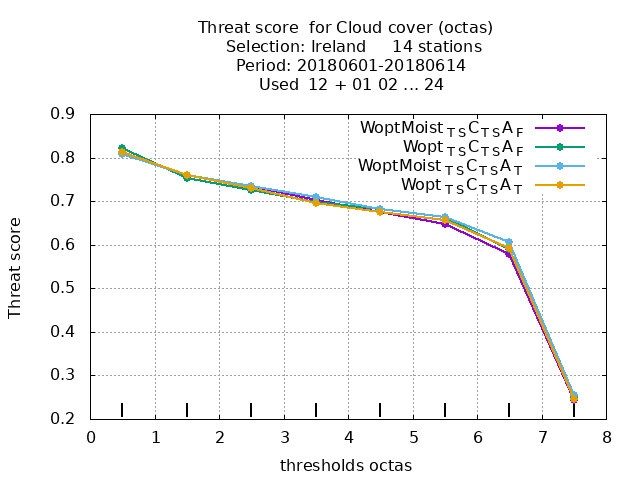 Threat score  for Cloud cover (octas)
Selection: Ireland     14 stations
Period: 20180601-20180614
Used  12 + 01 02 ... 24
WoptMoist TS C TS A F
Wopt TS C TS A F
WoptMoist TS C TS A T
Wopt TS C TS A T
0.9
0.8
0.7
0.6
0.5
0.4
0.3
0.2
Threat score
0 1 2 3 4 5 6 7 8
thresholds octas